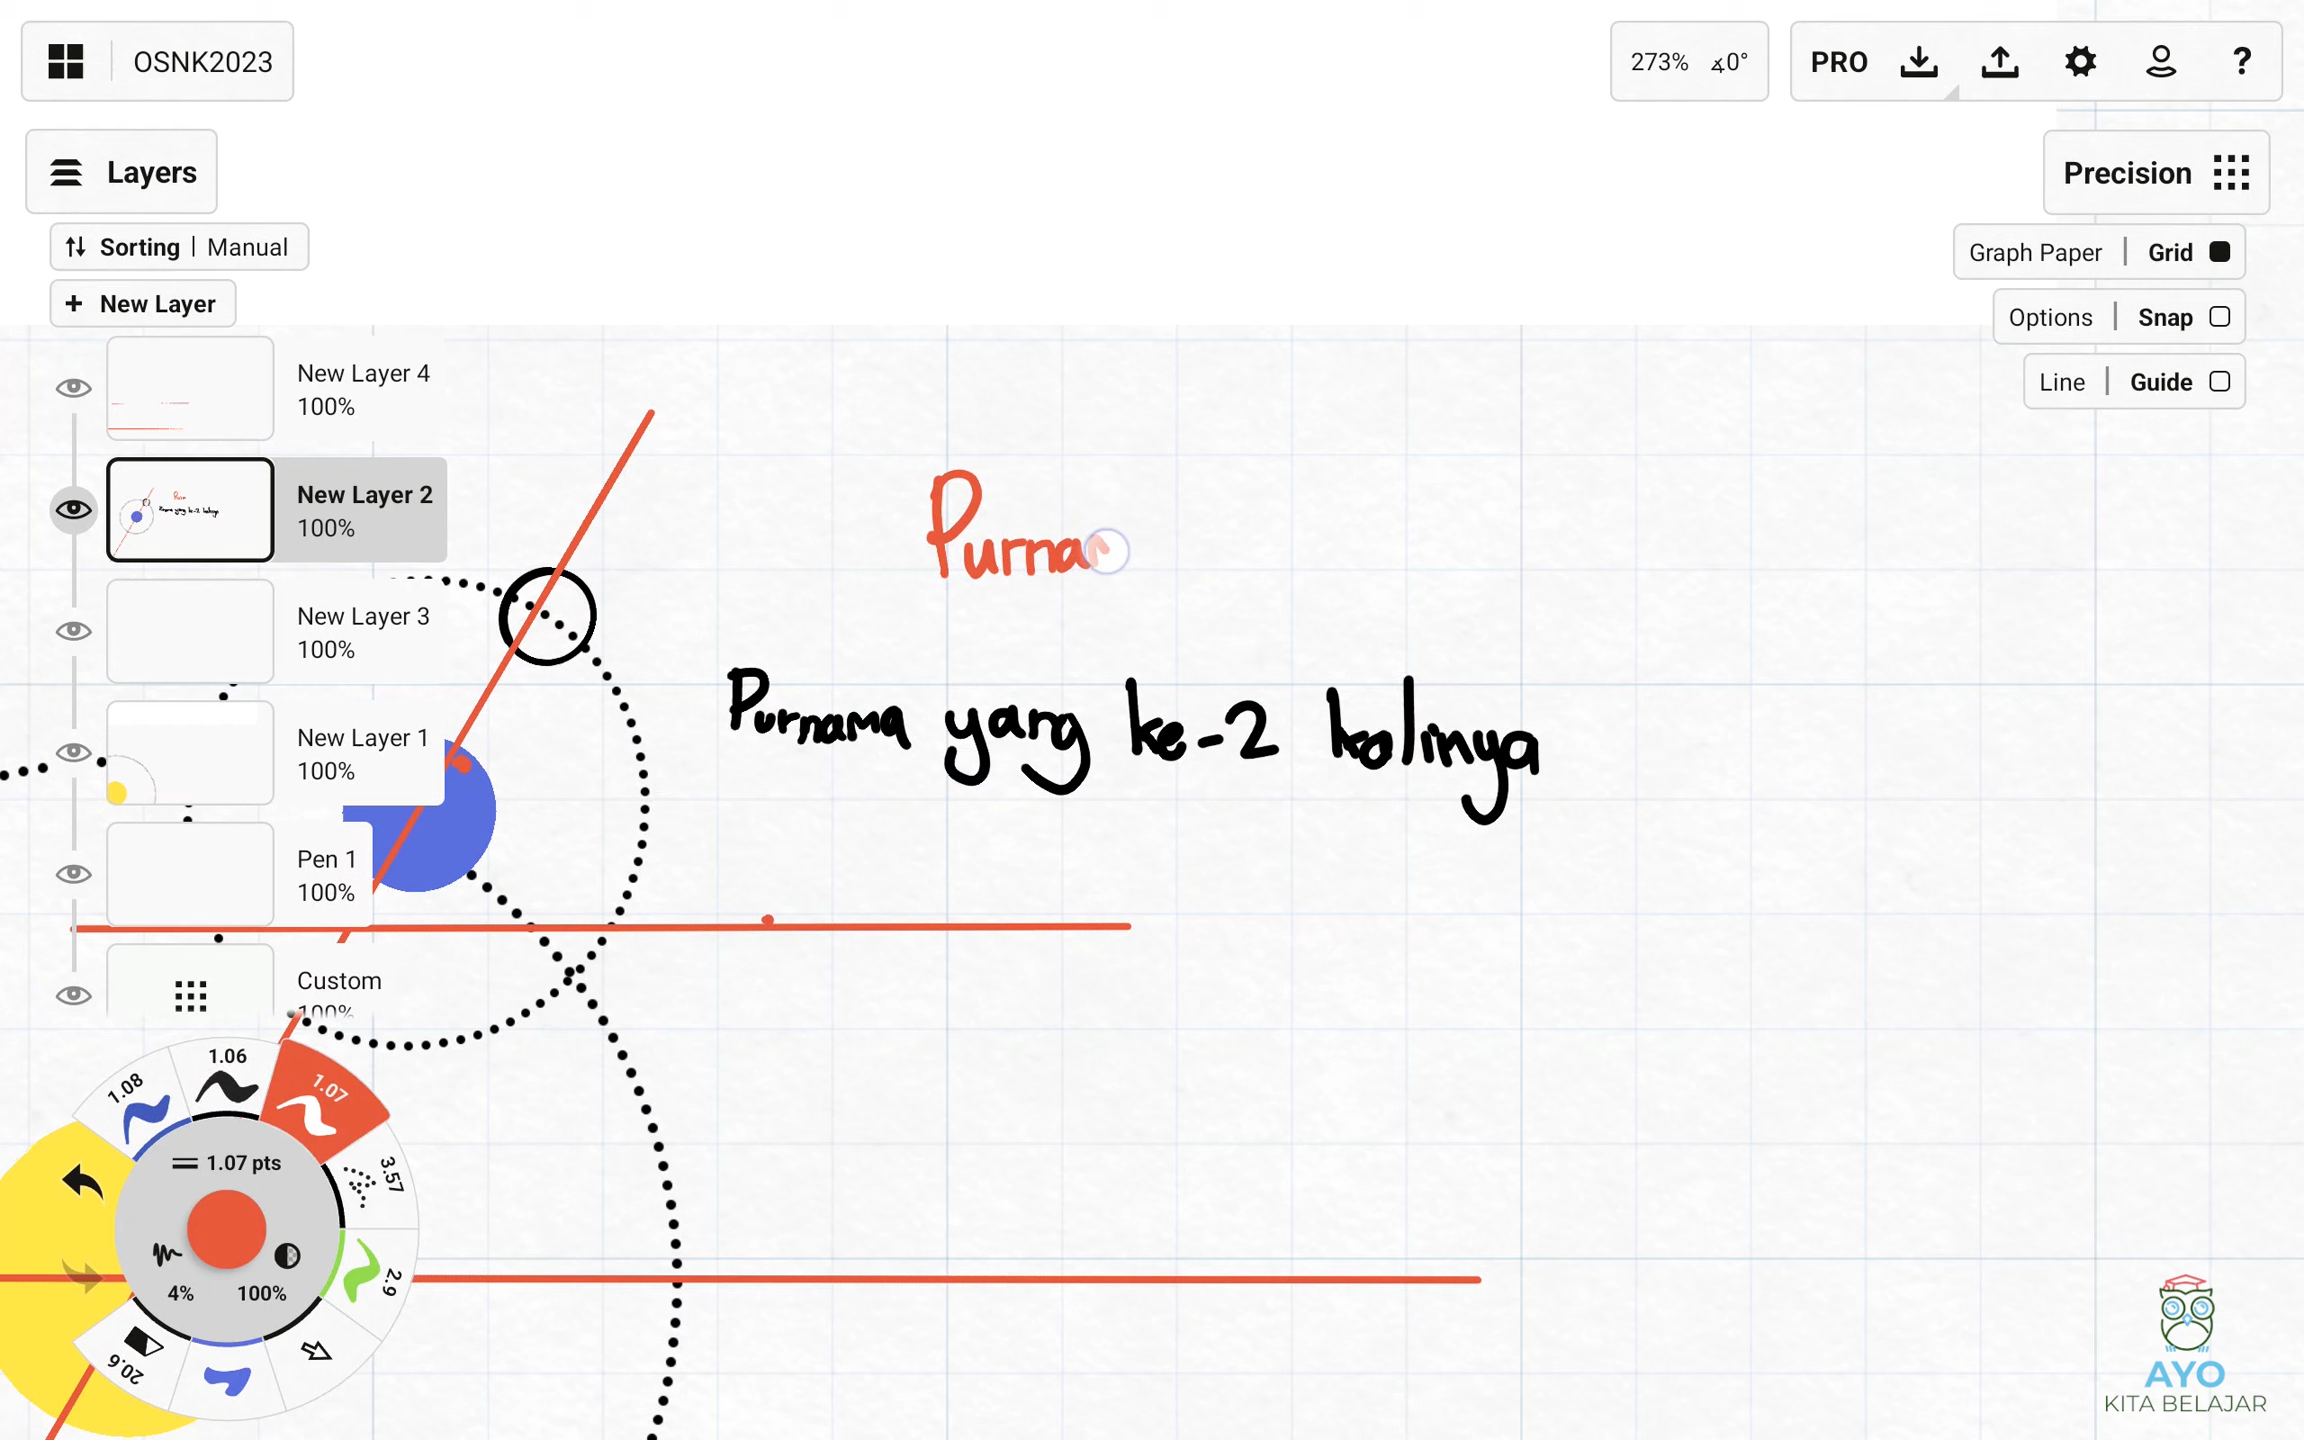 OSNK2023
273% ∡0°
PRO
?
Layers
Precision
Sorting | Manual
Graph Paper | Grid
+ New Layer
Options | Snap
New Layer 4
100%
Line | Guide
New Layer 2
100%
Purna
New Layer 3
100%
Purnama yang ke-2 kalinya
New Layer 1
100%
Pen 1
100%
Custom
100%
1.08
1.06
1.07
3.57
1.07 pts
4%
100%
2.9
20.6
AYO
KITA BELAJAR